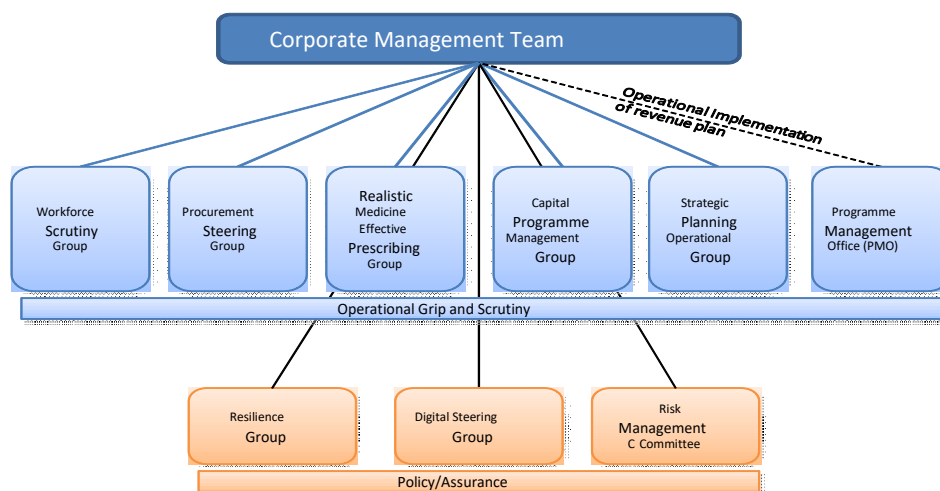 Corporate Management Team
Operational Implementation
of revenue plan
Workforce
Scrutiny
Group
Procurement
Steering
Group
Realistic
Medicine
Effective
Prescribing
Group
Capital
Programme
Management
Group
Strategic
Planning
Operational
Group
Programme
Management
Office (PMO)
Operational Grip and Scrutiny
Resilience
Group
Digital Steering
Group
Risk
Management
C Committee
Policy/Assurance